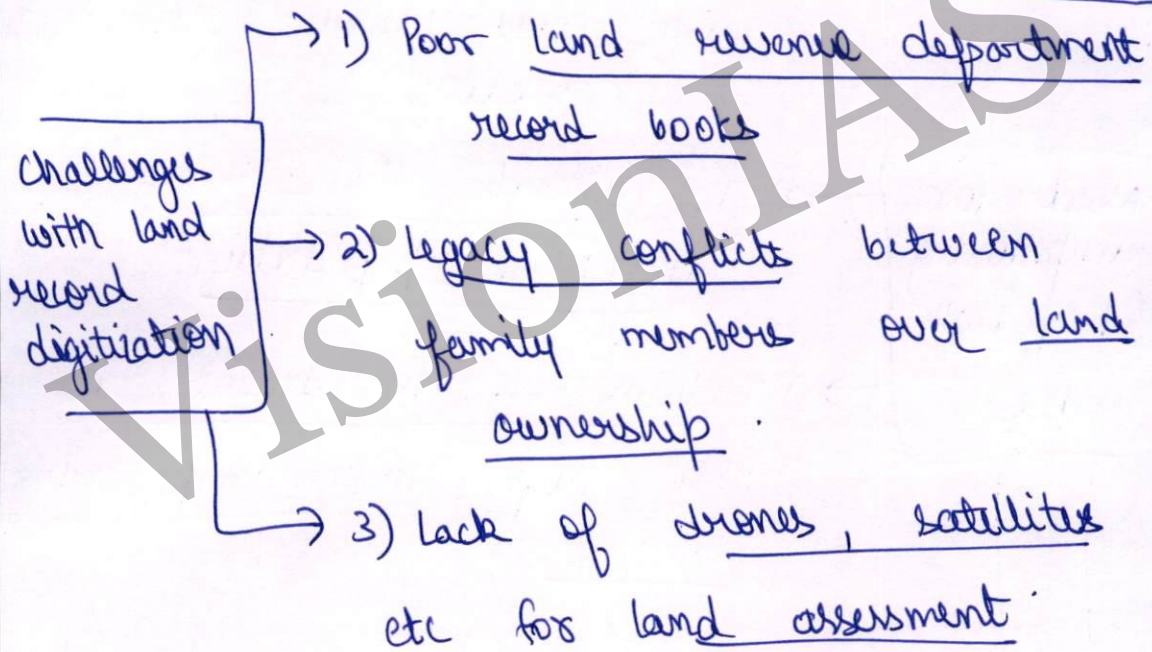 challenges
with land
record
digitization
1) Poor land revenue department
record books
2) Legacy conflicts between
family members over land
ownership.
3) Lack of drones, satellites
etc for land assessment.
VisionIAS